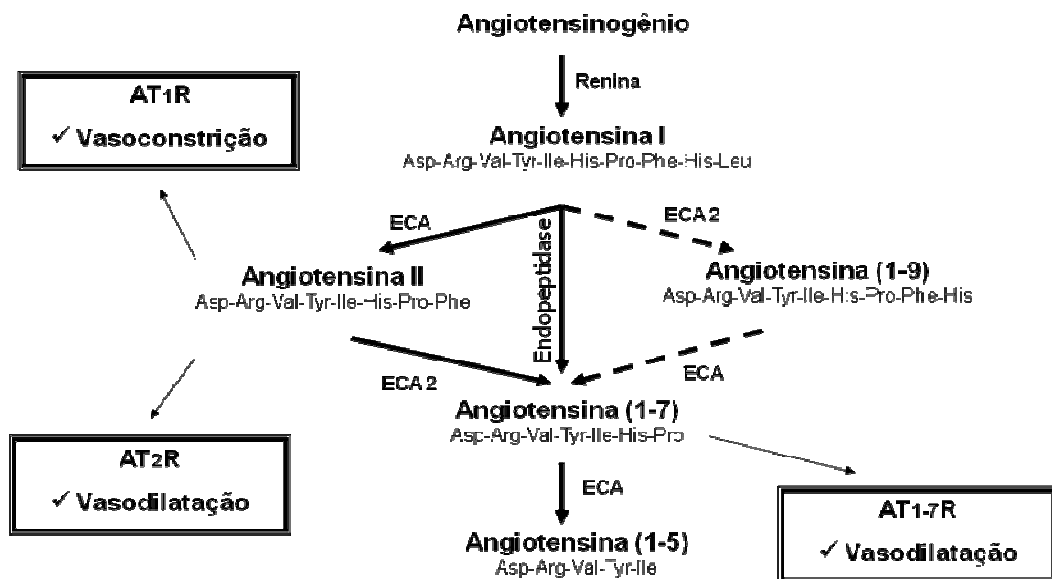 Angiotensinogênio
Renina
AT1R
✓ Vasoconstrição
Angiotensina I
Asp-Arg-Val-Tyr-Ile-His-Pro-Phe-His-Leu
ECA
Endopeptidase
ECA 2
Angiotensina II
Asp-Arg-Val-Tyr-Ile-His-Pro-Phe
Angiotensina (1-9)
Asp-Arg-Val-Tyr-Ile-His-Pro-Phe-His
ECA 2
ECA
Angiotensina (1-7)
Asp-Arg-Val-Tyr-Ile-His-Pro
AT2R
✓ Vasodilatação
ECA
AT1-7R
✓ Vasodilatação
Angiotensina (1-5)
Asp-Arg-Val-Tyr-Ile